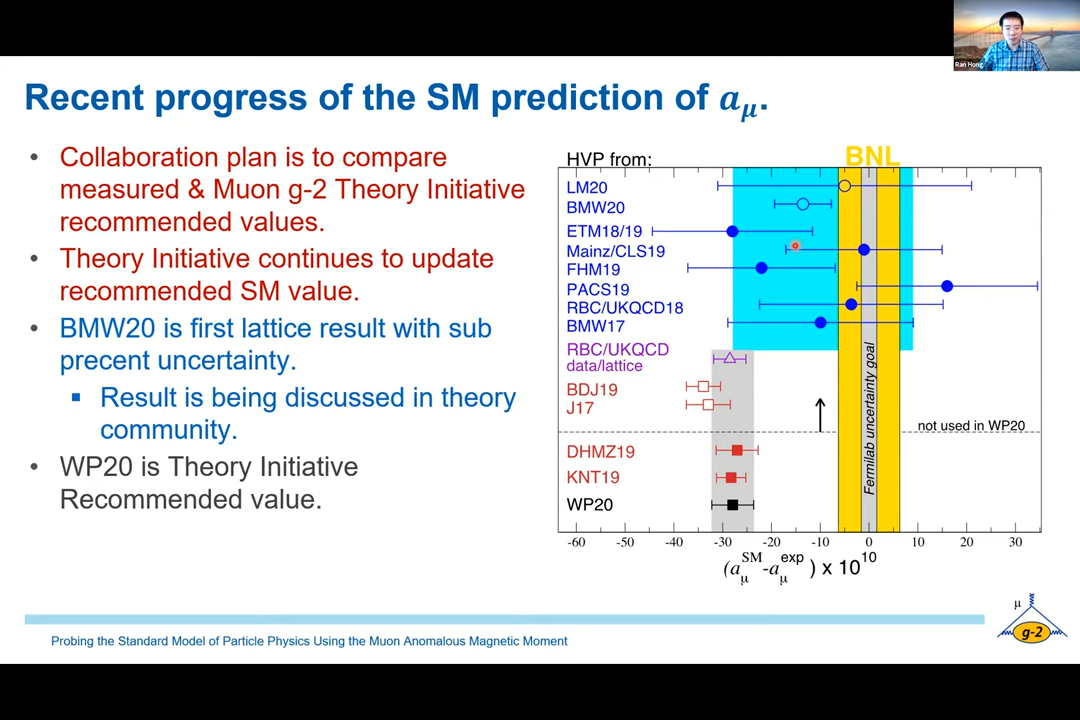 Ran Hong
Recent progress of the SM prediction of aμ.
• Collaboration plan is to compare
measured & Muon g-2 Theory Initiative
recommended values.
• Theory Initiative continues to update
recommended SM value.
• BMW20 is first lattice result with sub
precent uncertainty.
▪ Result is being discussed in theory
community.
• WP20 is Theory Initiative
Recommended value.
HVP from:
BNL
LM20
BMW20
ETM18/19
Mainz/CLS19
FHM19
PACS19
RBC/UKQCD18
BMW17
RBC/UKQCD
data/lattice
BDJ19
J17
not used in WP20
DHMZ19
KNT19
WP20
Fermilab uncertainty goal
-60 -50 -40 -30 -20 -10 0 10 20 30
(aμSM-aμexp) x 10^10
Probing the Standard Model of Particle Physics Using the Muon Anomalous Magnetic Moment
μ
g-2